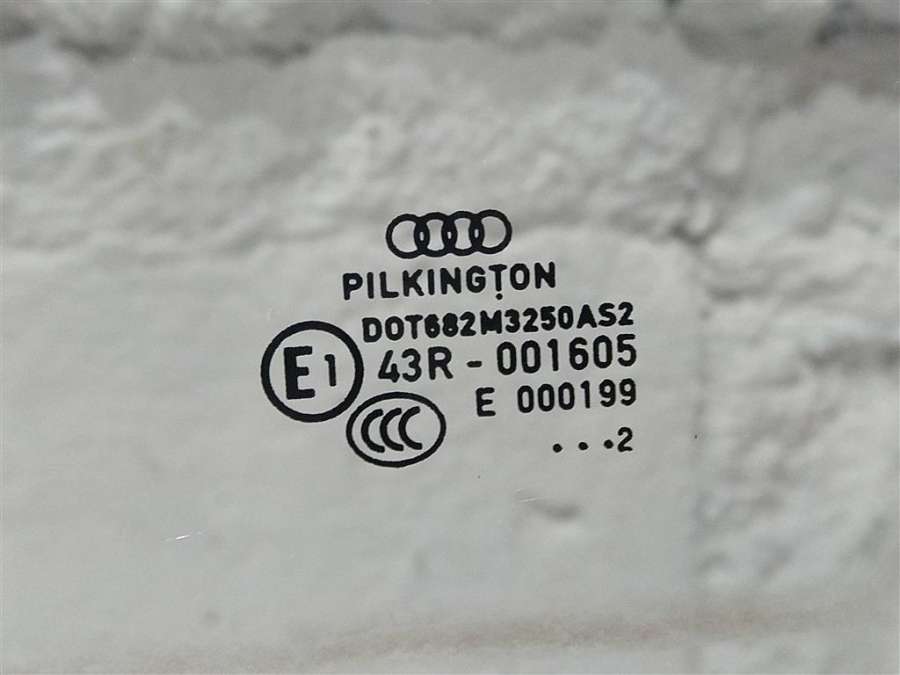 PILKINGTON
DOT682M3250AS2
E1 43R - 001605
CCC E 000199
...2